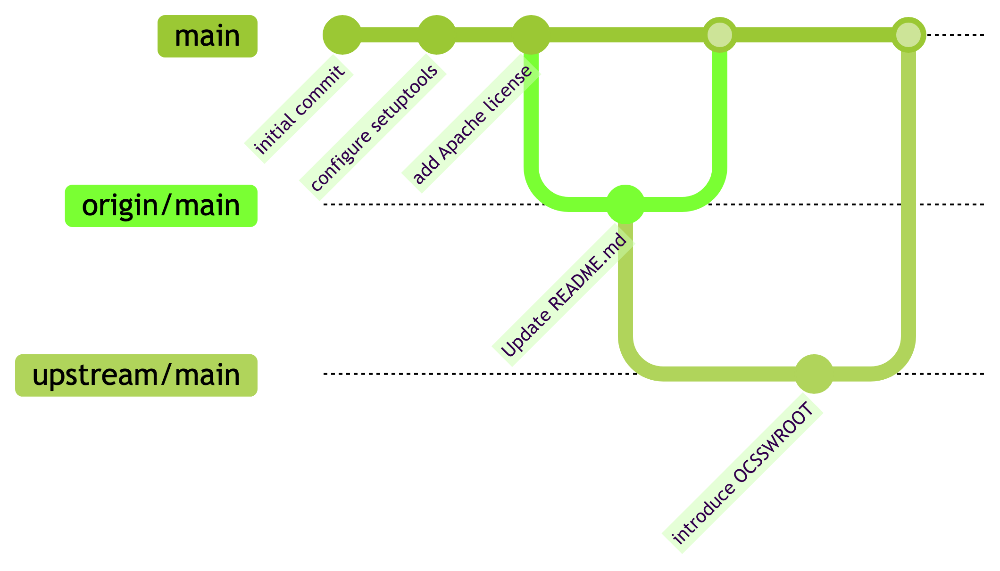 main
initial commit
configure setuptools
add Apache license
origin/main
Update README.md
upstream/main
introduce OCSSWROOT